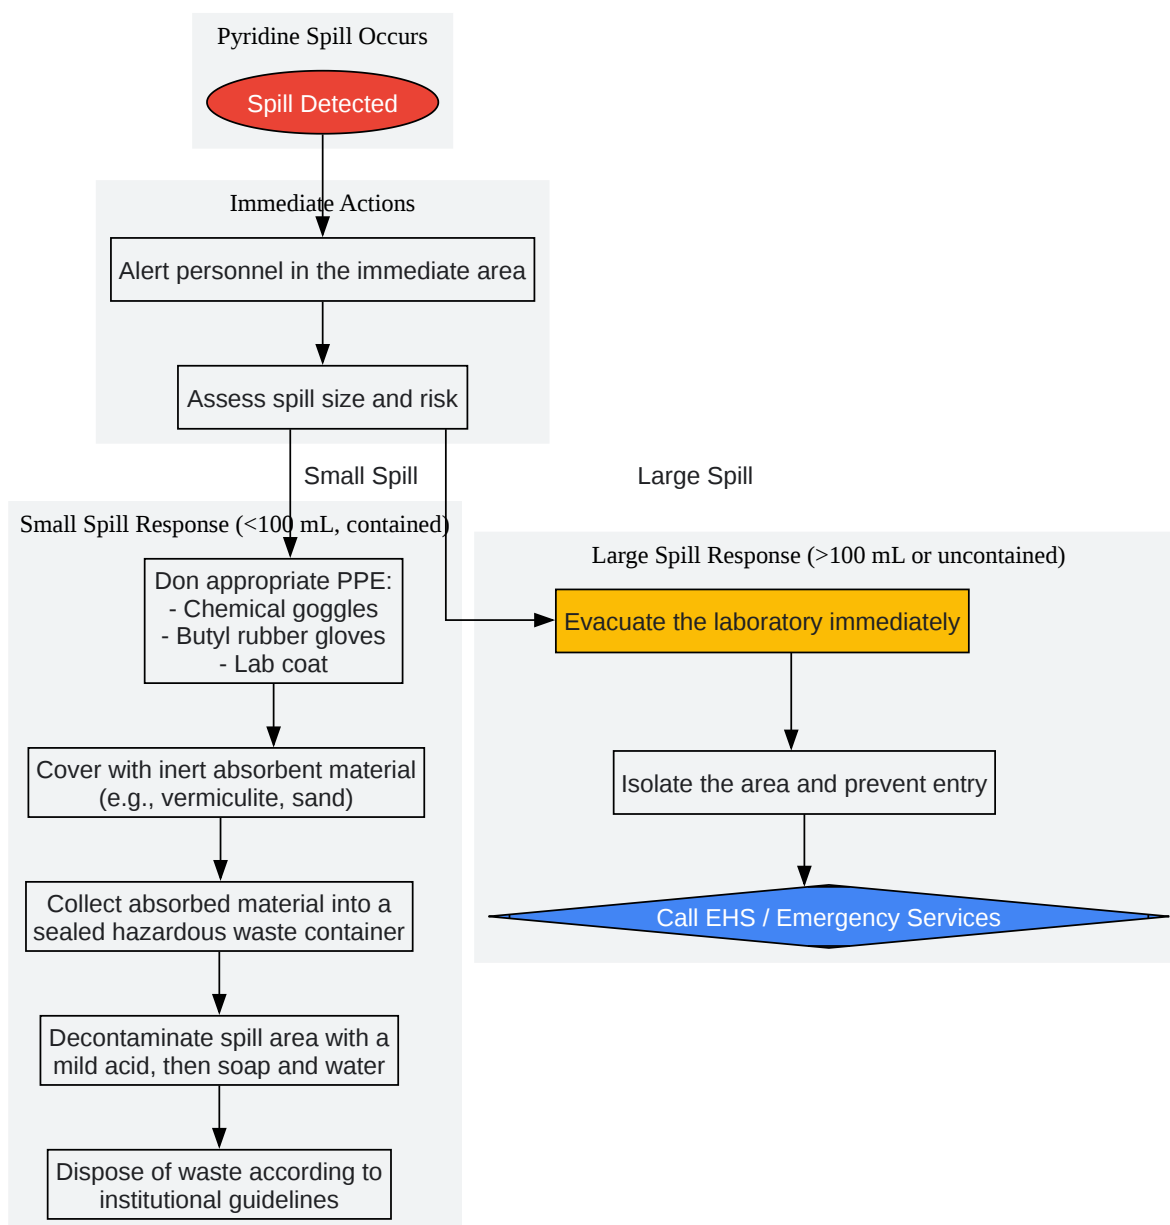 Pyridine Spill Occurs
Spill Detected
Immediate Actions
Alert personnel in the immediate area
Assess spill size and risk
Small Spill
Large Spill
Small Spill Response (<100 mL, contained)
Don appropriate PPE:
- Chemical goggles
- Butyl rubber gloves
- Lab coat
Cover with inert absorbent material
(e.g., vermiculite, sand)
Collect absorbed material into a
sealed hazardous waste container
Decontaminate spill area with a
mild acid, then soap and water
Dispose of waste according to
institutional guidelines
Large Spill Response (>100 mL or uncontained)
Evacuate the laboratory immediately
Isolate the area and prevent entry
Call EHS / Emergency Services